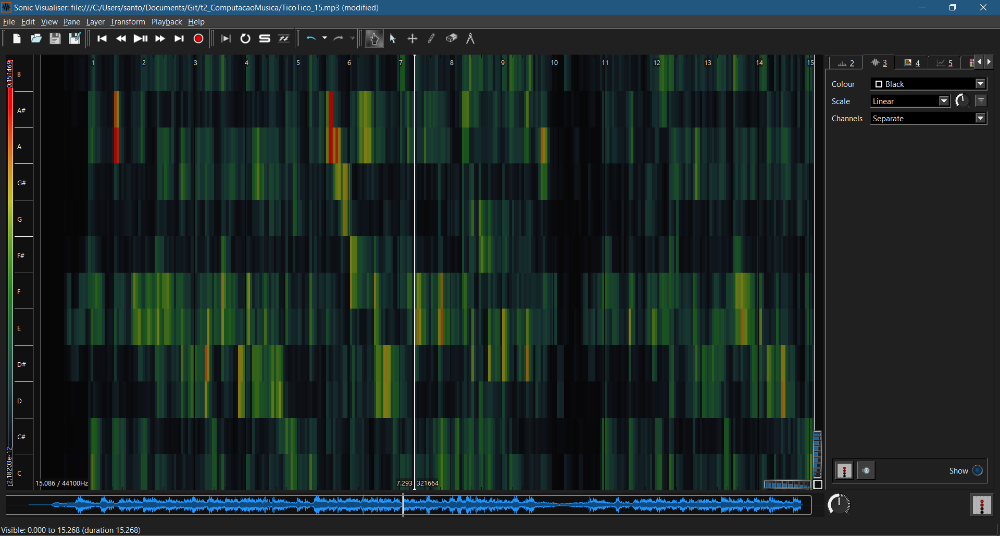 Sonic Visualiser: file:///C:/Users/santo/Documents/Git/t2_ComputacaoMusica/TicoTico_15.mp3 (modified)
File Edit View Pane Layer Transform Playback Help
0.151469
2.18203e-12
B
A#
A
G#
G
F#
F
E
D#
D
C#
C
1 2 3 4 5 6 7 8 9 10 11 12 13 14 15
15.086 / 44100Hz
7.293 321664
2 3 4 5
Colour Black
Scale Linear
Channels Separate
Show
Visible: 0.000 to 15.268 (duration 15.268)